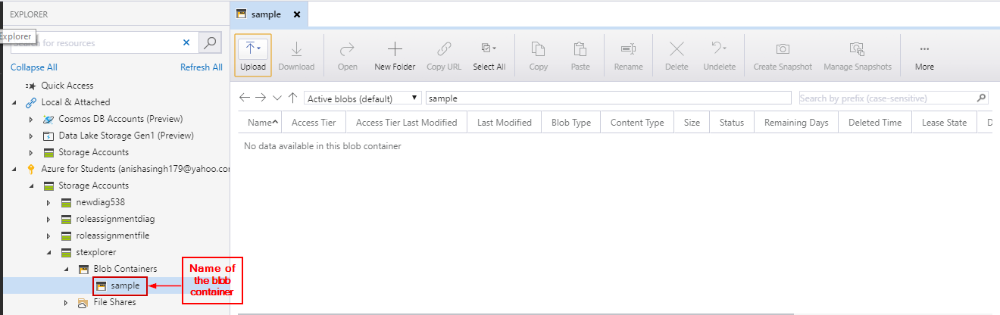 EXPLORER
Explorer
Search for resources
Collapse All
Refresh All
Quick Access
Local & Attached
Cosmos DB Accounts (Preview)
Data Lake Storage Gen1 (Preview)
Storage Accounts
Azure for Students (anishasingh179@yahoo.con
Storage Accounts
newdiag538
roleassignmentdiag
roleassignmentfile
stexplorer
Blob Containers
sample
File Shares
Name of
the blob
container
sample
Upload
Download
Open
New Folder
Copy URL
Select All
Copy
Paste
Rename
Delete
Undelete
Create Snapshot
Manage Snapshots
More
Active blobs (default)
sample
Search by prefix (case-sensitive)
Name
Access Tier
Access Tier Last Modified
Last Modified
Blob Type
Content Type
Size
Status
Remaining Days
Deleted Time
Lease State
D
No data available in this blob container